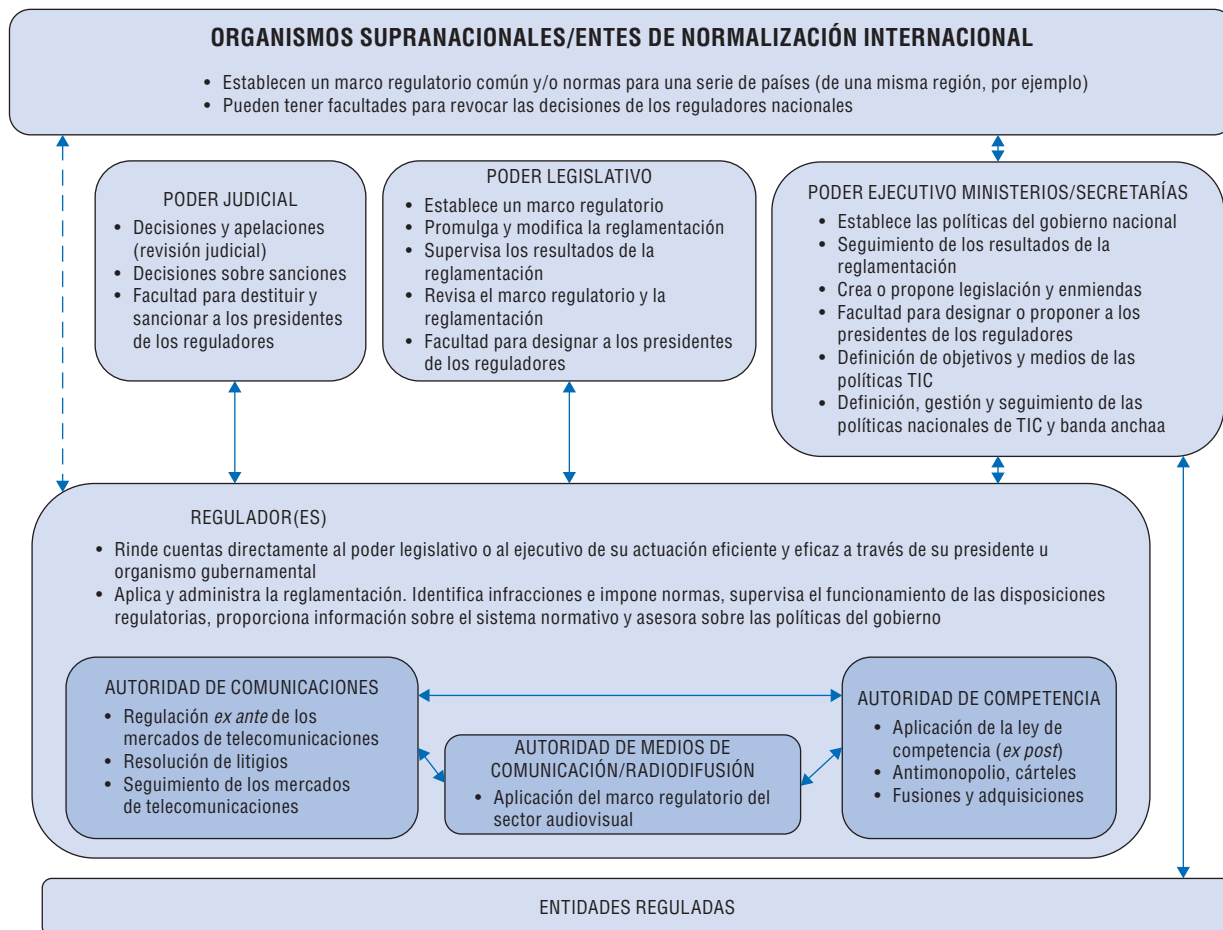 ORGANISMOS SUPRANACIONALES/ENTES DE NORMALIZACIÓN INTERNACIONAL
• Establecen un marco regulatorio común y/o normas para una serie de países (de una misma región, por ejemplo)
• Pueden tener facultades para revocar las decisiones de los reguladores nacionales
PODER JUDICIAL
• Decisiones y apelaciones
(revisión judicial)
• Decisiones sobre sanciones
• Facultad para destituir y
sancionar a los presidentes
de los reguladores
PODER LEGISLATIVO
• Establece un marco regulatorio
• Promulga y modifica la reglamentación
• Supervisa los resultados de la
reglamentación
• Revisa el marco regulatorio y la
reglamentación
• Facultad para designar a los presidentes
de los reguladores
PODER EJECUTIVO MINISTERIOS/SECRETARÍAS
• Establece las políticas del gobierno nacional
• Seguimiento de los resultados de la
reglamentación
• Crea o propone legislación y enmiendas
• Facultad para designar o proponer a los
presidentes de los reguladores
• Definición de objetivos y medios de las
políticas TIC
• Definición, gestión y seguimiento de las
políticas nacionales de TIC y banda anchaa
REGULADOR(ES)
• Rinde cuentas directamente al poder legislativo o al ejecutivo de su actuación eficiente y eficaz a través de su presidente u
organismo gubernamental
• Aplica y administra la reglamentación. Identifica infracciones e impone normas, supervisa el funcionamiento de las disposiciones
regulatorias, proporciona información sobre el sistema normativo y asesora sobre las políticas del gobierno
AUTORIDAD DE COMUNICACIONES
• Regulación ex ante de los
mercados de telecomunicaciones
• Resolución de litigios
• Seguimiento de los mercados
de telecomunicaciones
AUTORIDAD DE MEDIOS DE
COMUNICACIÓN/RADIODIFUSIÓN
• Aplicación del marco regulatorio del
sector audiovisual
AUTORIDAD DE COMPETENCIA
• Aplicación de la ley de
competencia (ex post)
• Antimonopolio, cárteles
• Fusiones y adquisiciones
ENTIDADES REGULADAS